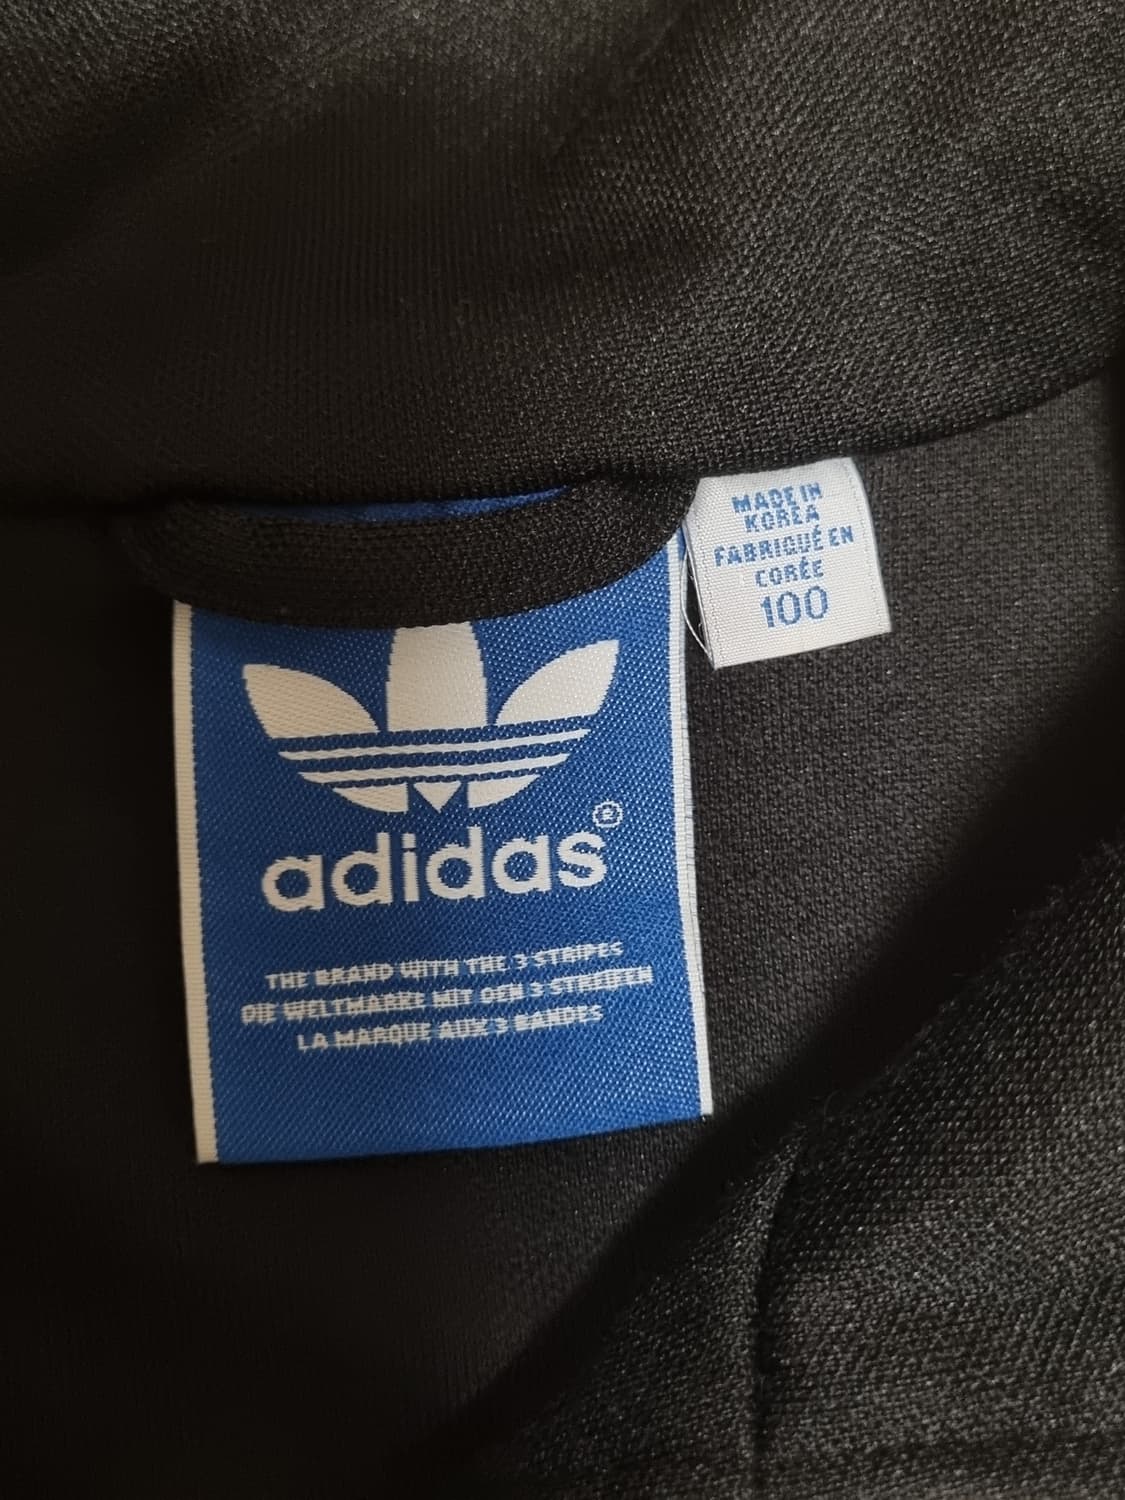 MADE IN
KOREA
FABRIQUÉ EN
CORÉE
100
adidas®
THE BRAND WITH THE 3 STRIPES
DIE WELTMARKE MIT DEN 3 STREIFEN
LA MARQUE AUX 3 BANDES